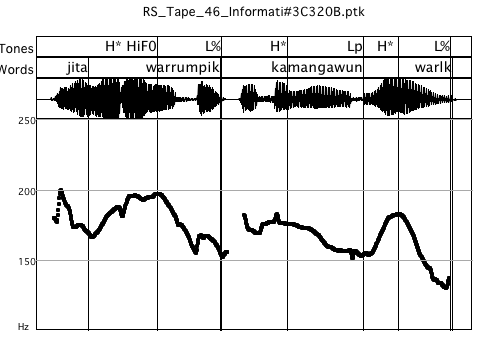 RS_Tape_46_Informati#3C320B.ptk
Tones H* HiF0 L% H* Lp H* L%
Words jita warrumpik kamangawun warlk
250
200
150
Hz